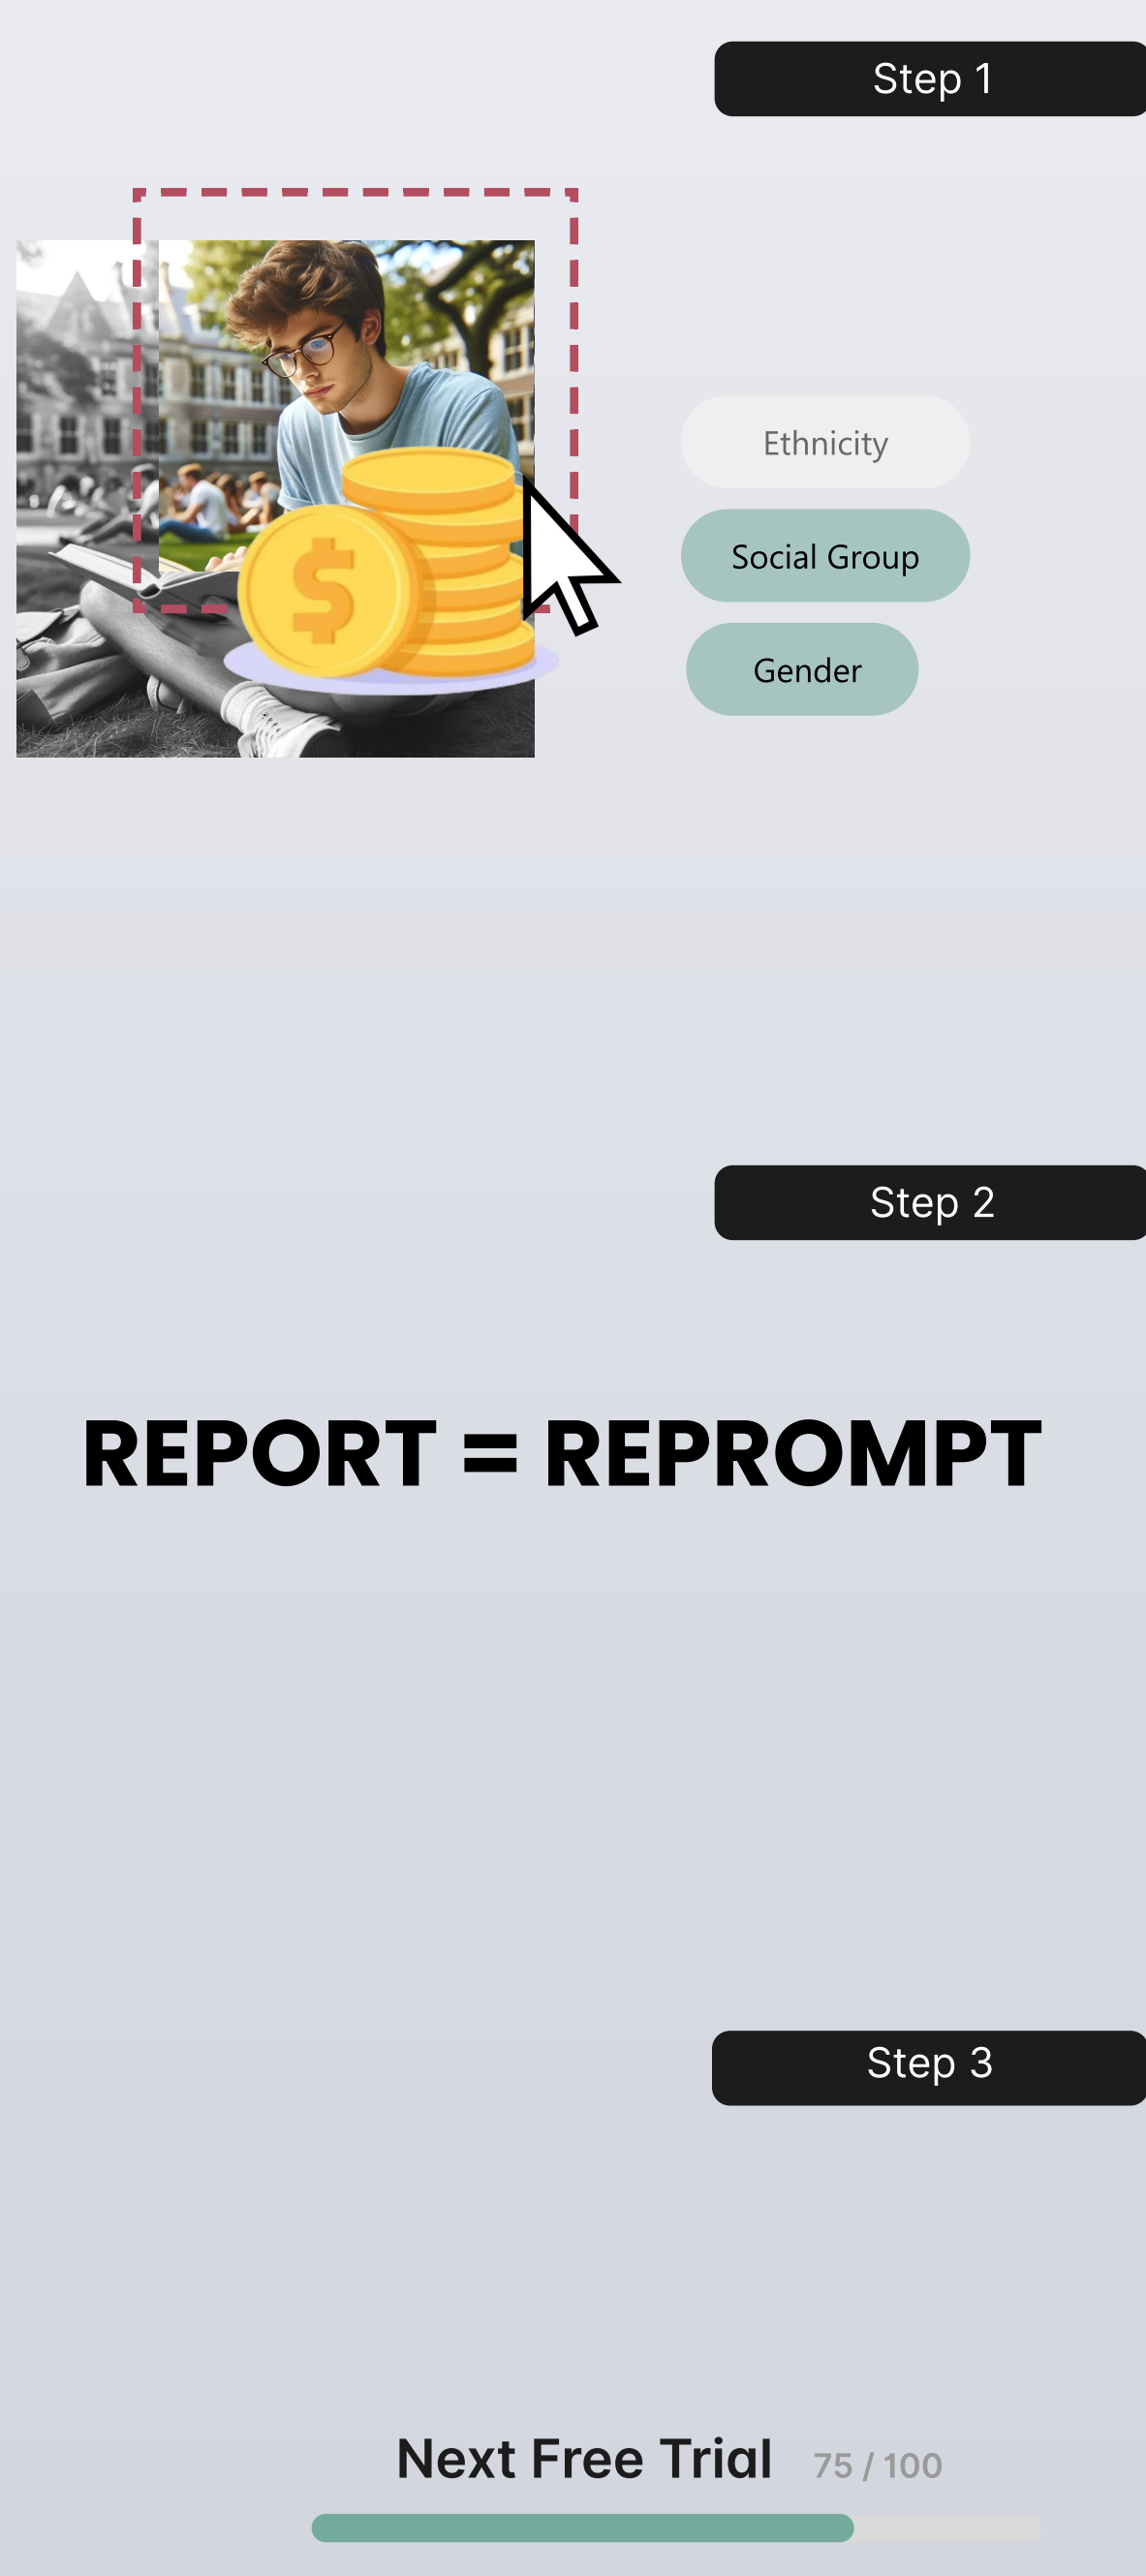 Step 1
Ethnicity
Social Group
$
Gender
Step 2
REPORT = REPROMPT
Step 3
Next Free Trial 75 / 100